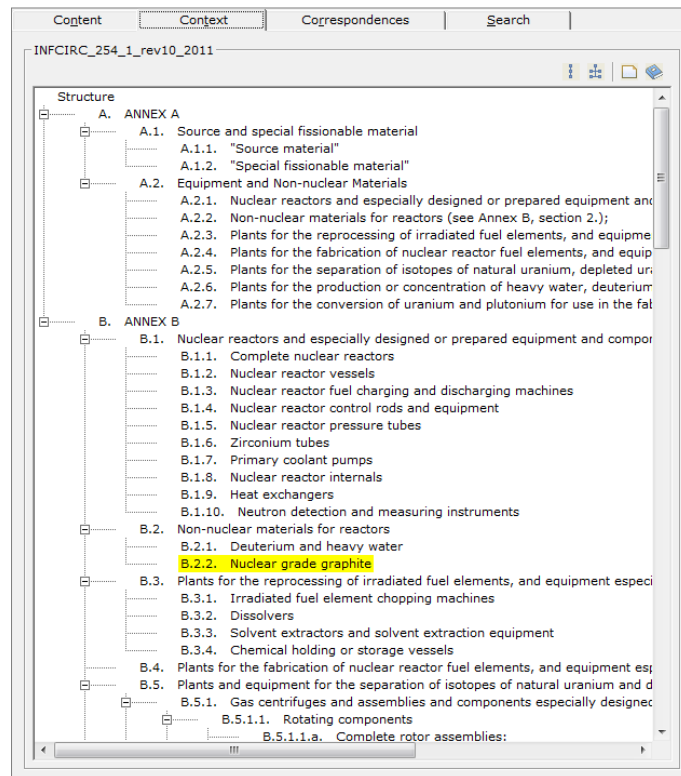 Content Context Correspondences Search
INFCIRC_254_1_rev10_2011
Structure
A. ANNEX A
A.1. Source and special fissionable material
A.1.1. "Source material"
A.1.2. "Special fissionable material"
A.2. Equipment and Non-nuclear Materials
A.2.1. Nuclear reactors and especially designed or prepared equipment and
A.2.2. Non-nuclear materials for reactors (see Annex B, section 2.);
A.2.3. Plants for the reprocessing of irradiated fuel elements, and equipme
A.2.4. Plants for the fabrication of nuclear reactor fuel elements, and equip
A.2.5. Plants for the separation of isotopes of natural uranium, depleted ura
A.2.6. Plants for the production or concentration of heavy water, deuterium
A.2.7. Plants for the conversion of uranium and plutonium for use in the fab
B. ANNEX B
B.1. Nuclear reactors and especially designed or prepared equipment and compor
B.1.1. Complete nuclear reactors
B.1.2. Nuclear reactor vessels
B.1.3. Nuclear reactor fuel charging and discharging machines
B.1.4. Nuclear reactor control rods and equipment
B.1.5. Nuclear reactor pressure tubes
B.1.6. Zirconium tubes
B.1.7. Primary coolant pumps
B.1.8. Nuclear reactor internals
B.1.9. Heat exchangers
B.1.10. Neutron detection and measuring instruments
B.2. Non-nuclear materials for reactors
B.2.1. Deuterium and heavy water
B.2.2. Nuclear grade graphite
B.3. Plants for the reprocessing of irradiated fuel elements, and equipment especi
B.3.1. Irradiated fuel element chopping machines
B.3.2. Dissolvers
B.3.3. Solvent extractors and solvent extraction equipment
B.3.4. Chemical holding or storage vessels
B.4. Plants for the fabrication of nuclear reactor fuel elements, and equipment esp
B.5. Plants and equipment for the separation of isotopes of natural uranium and d
B.5.1. Gas centrifuges and assemblies and components especially designed
B.5.1.1. Rotating components
B.5.1.1.a. Complete rotor assemblies: